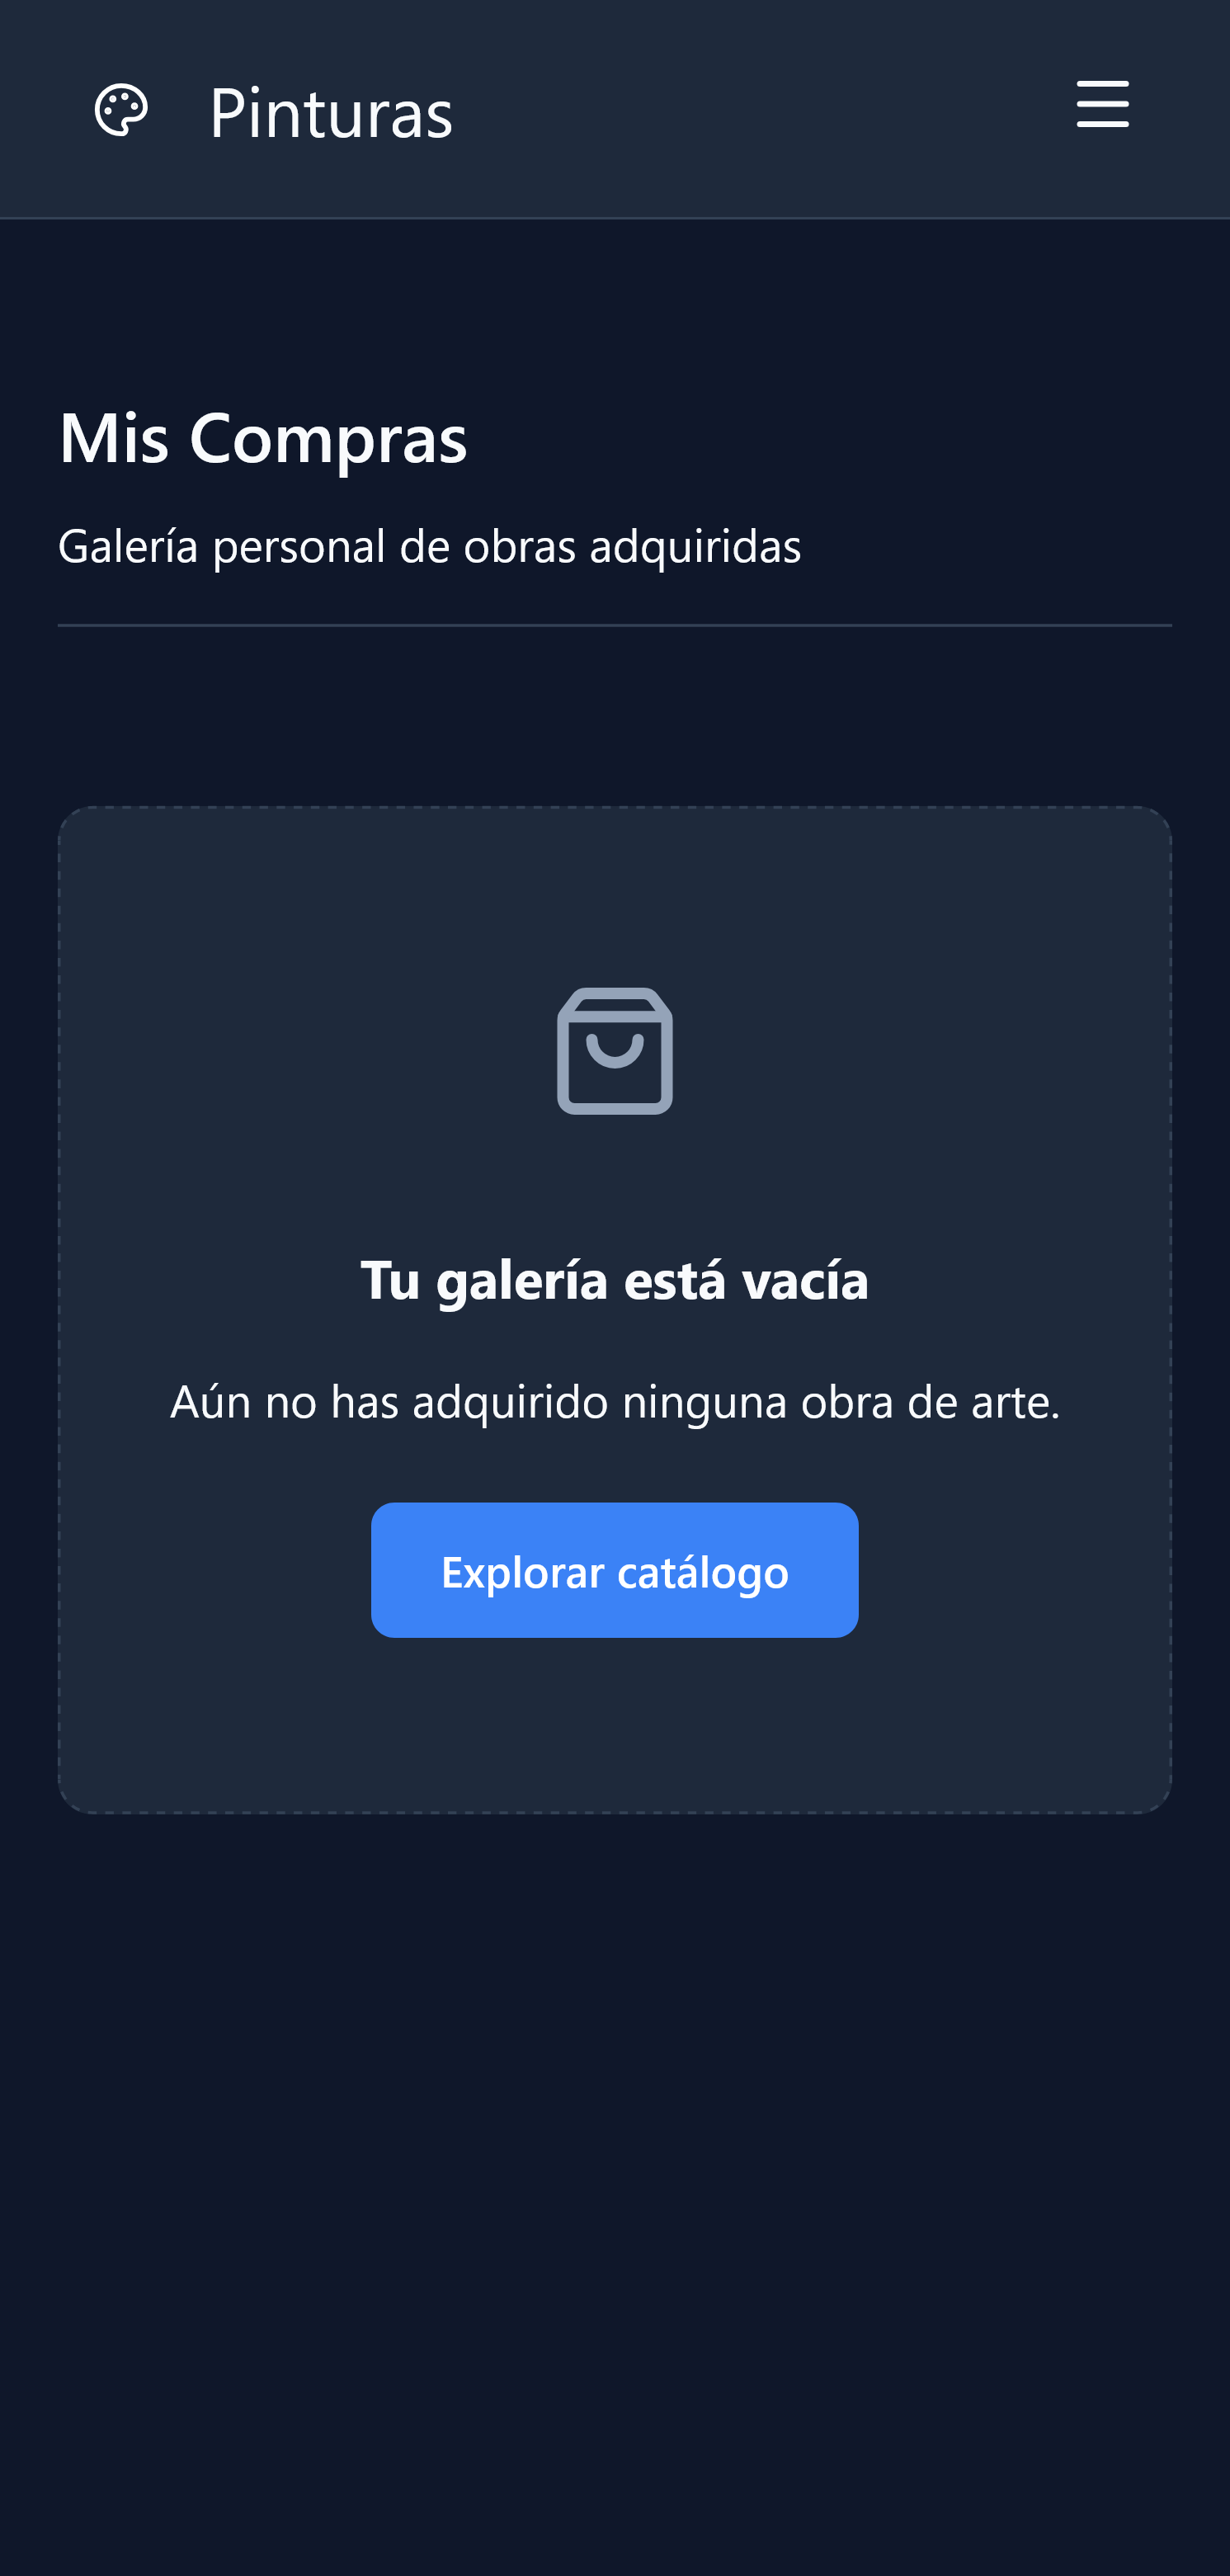 Pinturas
Mis Compras
Galería personal de obras adquiridas
Tu galería está vacía
Aún no has adquirido ninguna obra de arte.
Explorar catálogo